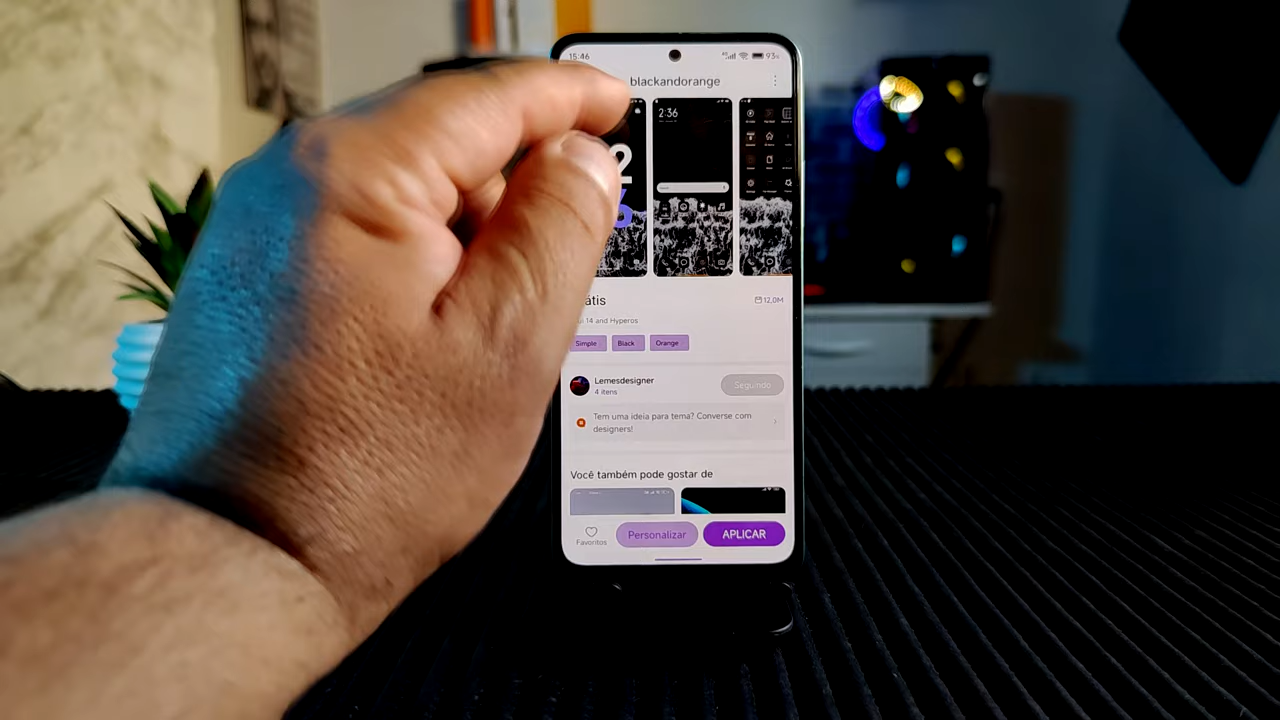 15:46
93
blackandorange
2:36
átis
12,0M
14 and Hyperos
Simple
Black
Orange
Lemesdesigner
Seguindo
4 itens
Tem uma ideia para tema? Converse com
designers!
Você também pode gostar de
Favoritos
Personalizar
APLICAR